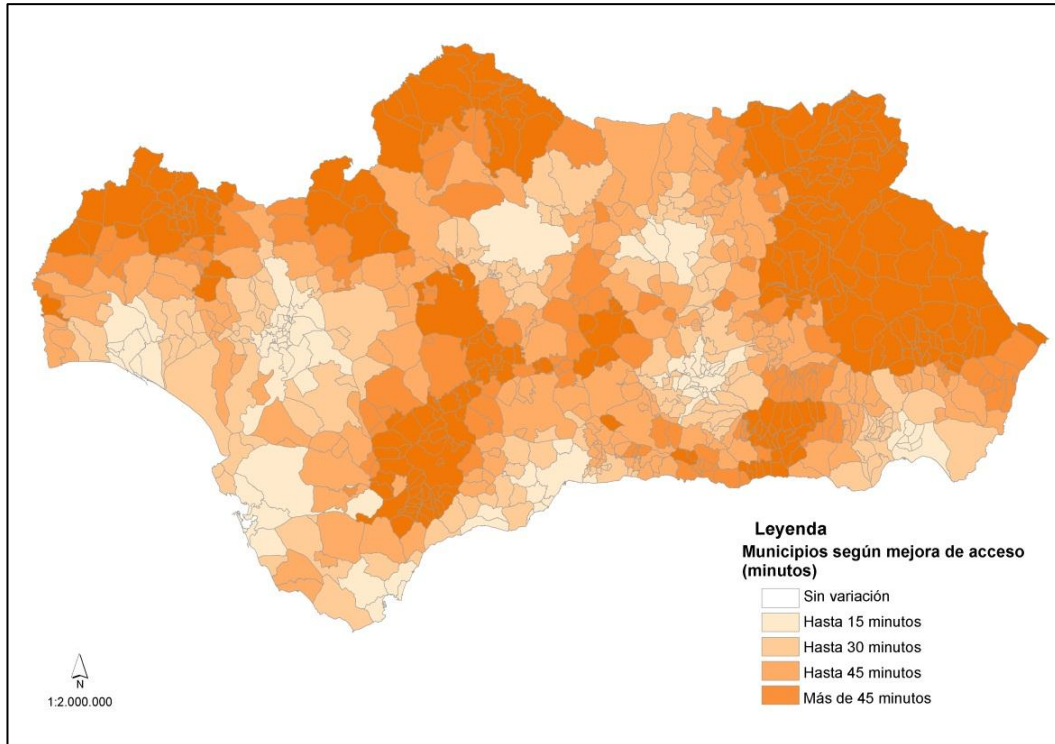 Leyenda
Municipios según mejora de acceso
(minutos)
Sin variación
Hasta 15 minutos
Hasta 30 minutos
Hasta 45 minutos
Más de 45 minutos
N
1:2.000.000